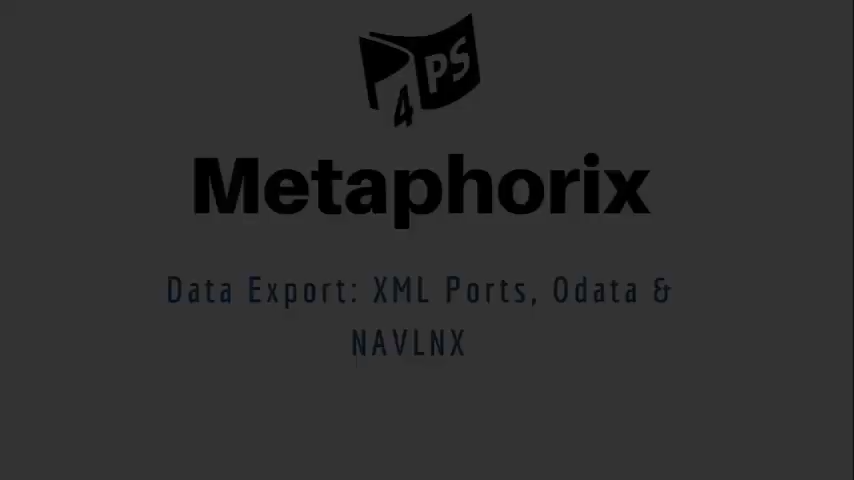 4PS
Metaphorix
Data Export: XML Ports, Odata &
NAVLNX